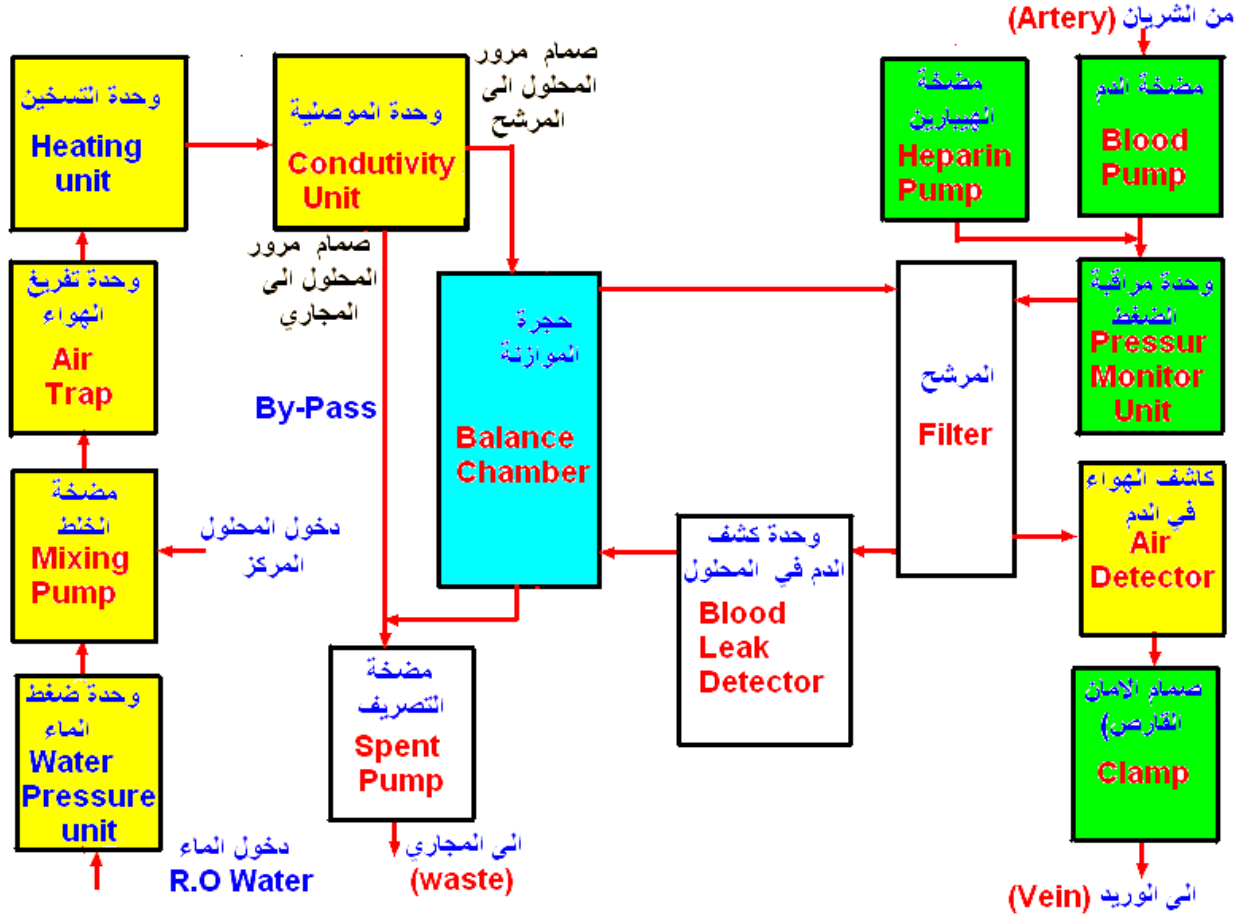 من الشريان (Artery)
وحدة التسخين
Heating
unit
وحدة الموصلية
Condutivity
Unit
صمام مرور
المحلول الى
المرشح
مضخة
الهيبارين
Heparin
Pump
مضخة الدم
Blood
Pump
صمام مرور
المحلول الى
المجاري
وحدة تفريغ
الهواء
Air
Trap
By-Pass
حجرة
الموازنة
Balance
Chamber
المرشح
Filter
وحدة مراقبة
الضغط
Pressur
Monitor
Unit
مضخة
الخلط
Mixing
Pump
دخول المحلول
المركز
وحدة كشف
الدم في المحلول
Blood
Leak
Detector
كاشف الهواء
في الدم
Air
Detector
وحدة ضغط
الماء
Water
Pressure
unit
مضخة
التصريف
Spent
Pump
صمام الامان
القارص)
Clamp
دخول الماء
R.O Water
الى المجاري
(waste)
الى الوريد (Vein)